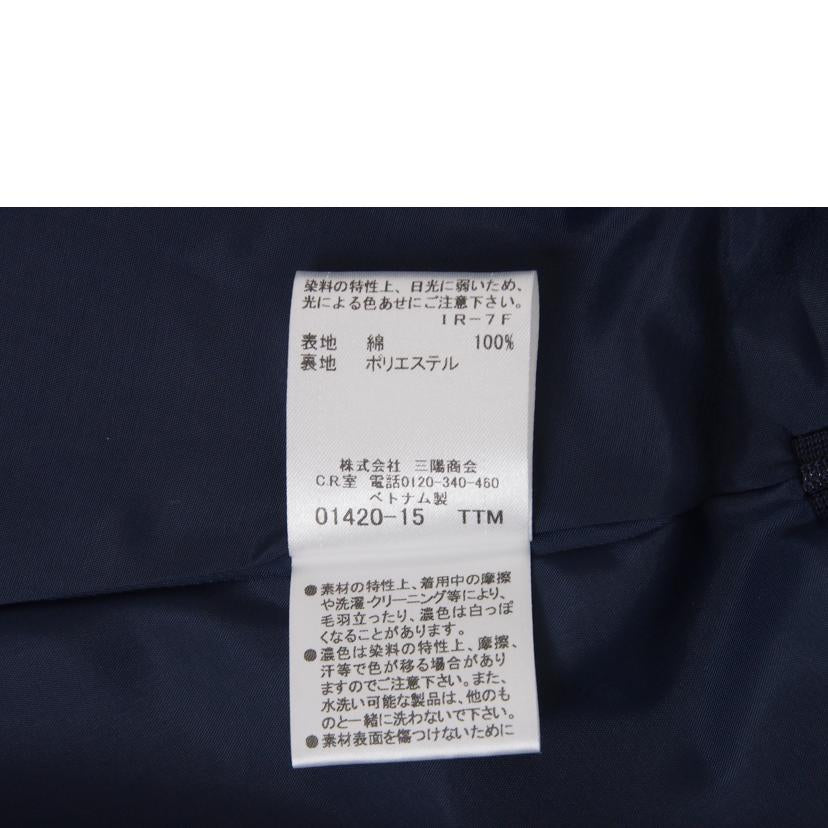 染料の特性上、日光に弱いため、
光による色あせにご注意下さい。
IR-7F
表地 綿 100%
裏地 ポリエステル
株式会社 三陽商会
C.R室 電話0120-340-460
ベトナム製
01420-15 TTM
●素材の特性上、着用中の摩擦
や洗濯・クリーニング等により、
毛羽立ったり、濃色は白っぽ
くなることがあります。
●濃色は染料の特性上、摩擦、
汗等で色が移る場合があり
ますのでご注意下さい。また、
水洗い可能な製品は、他のも
のと一緒に洗わないで下さい。
●素材表面を傷つけないために